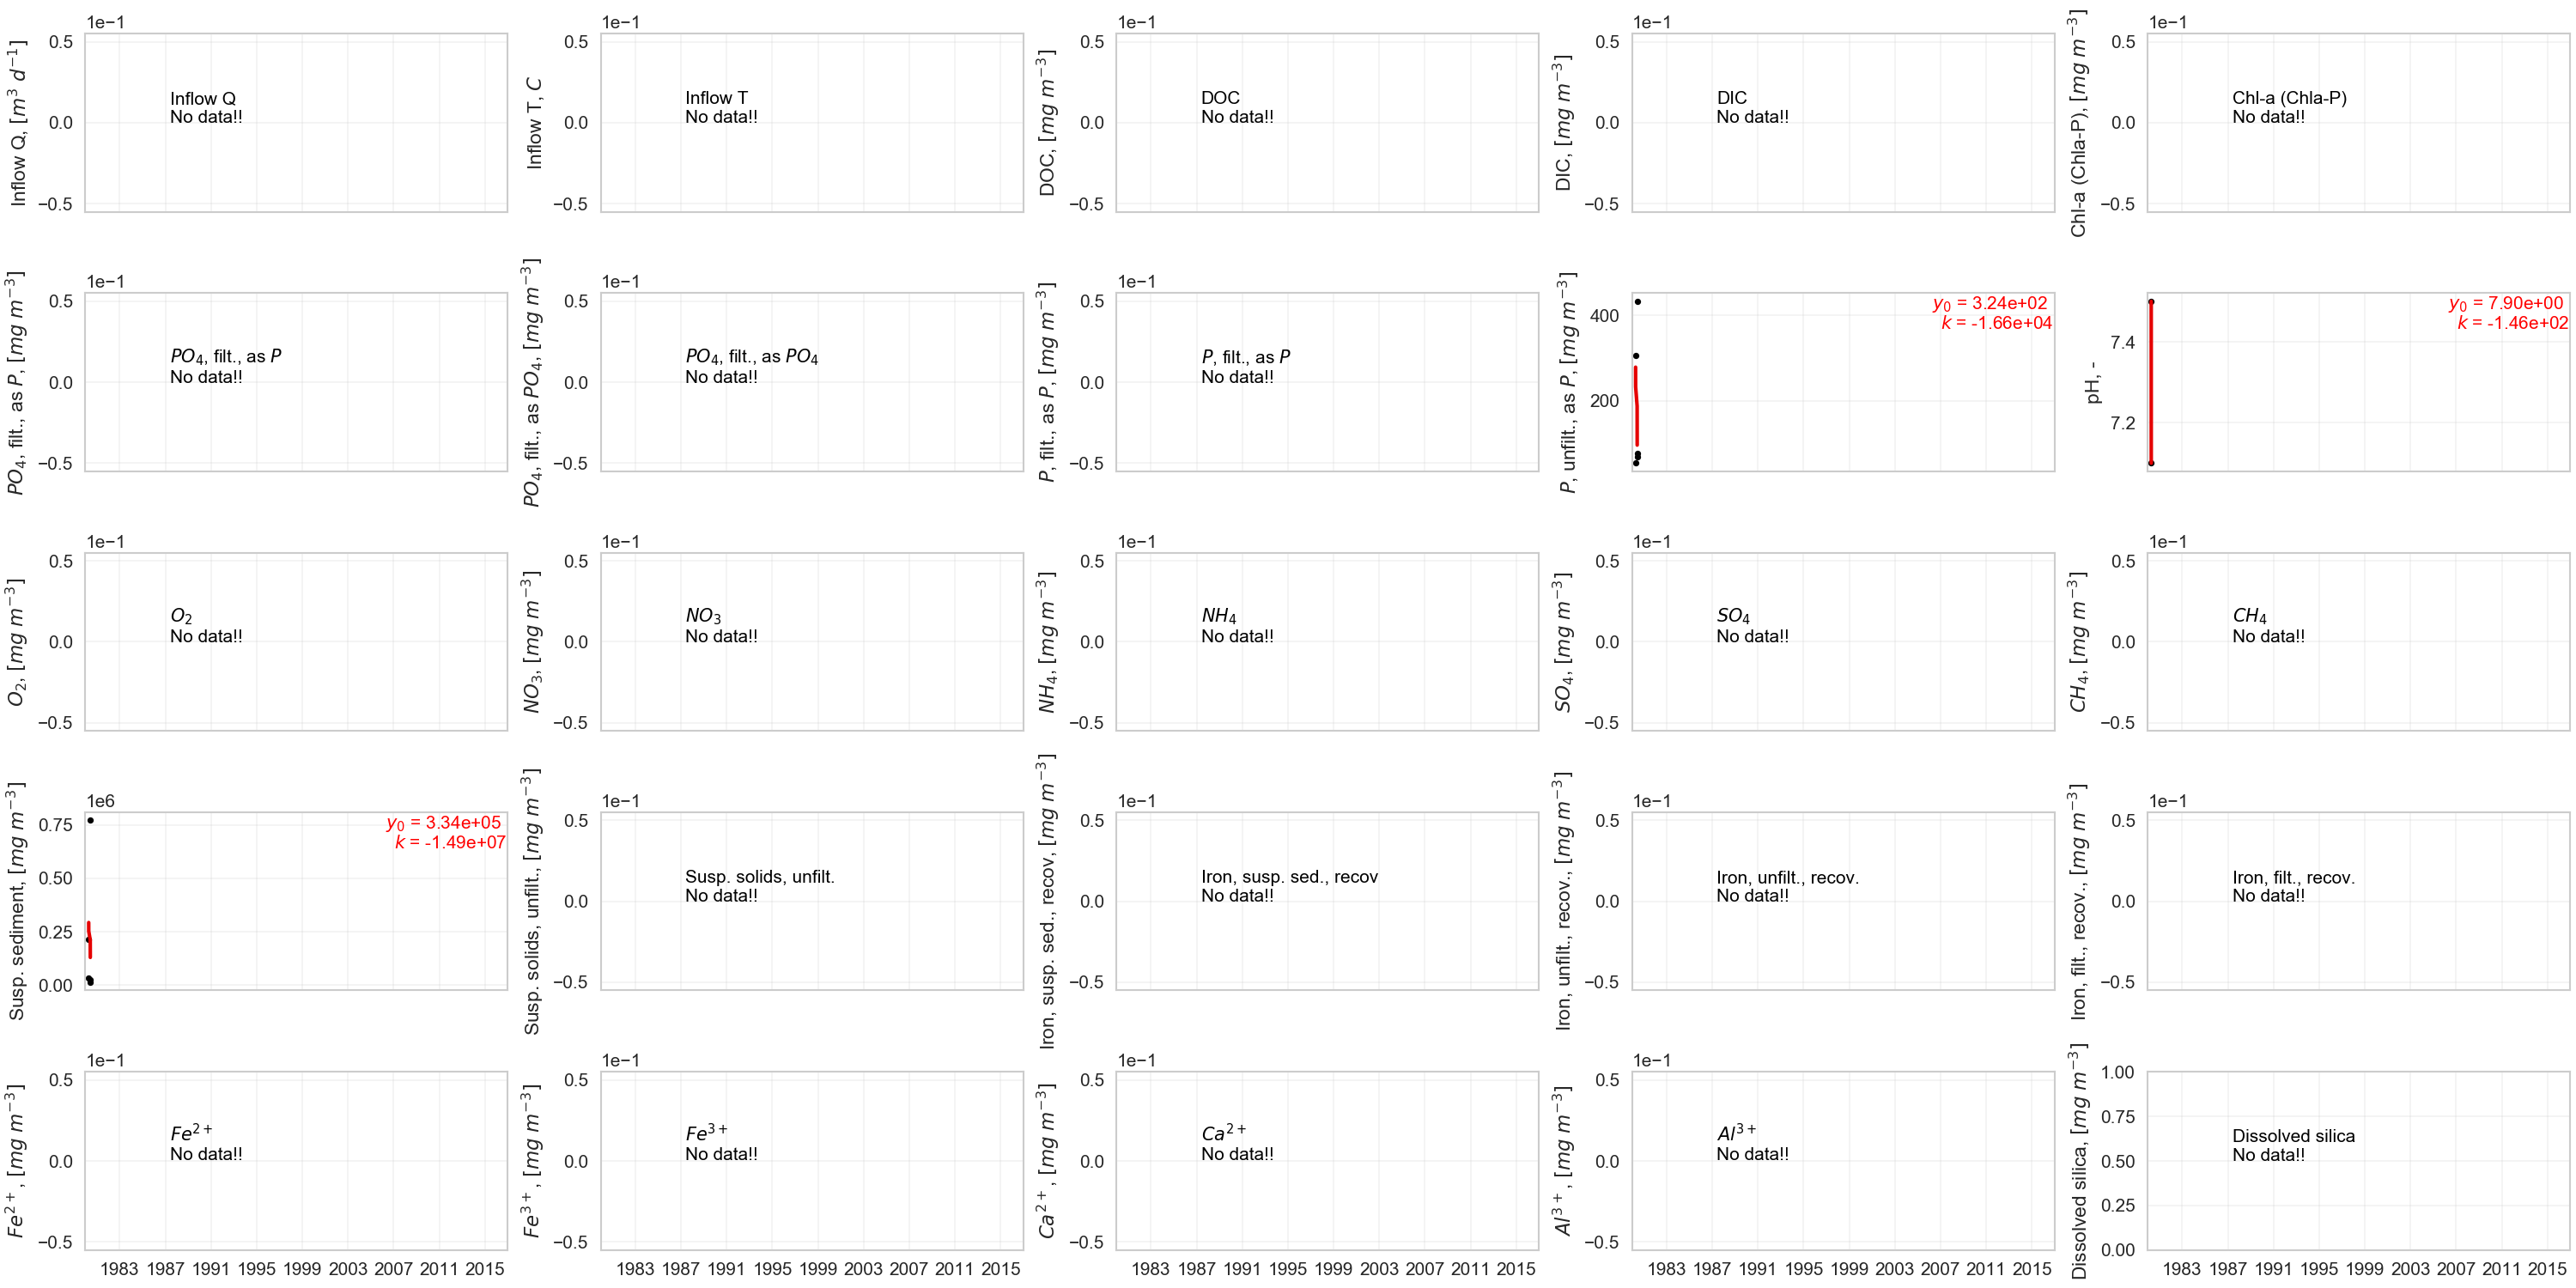 1e−1 1e−1 1e−1 1e−1 1e−1
Inflow Q, [m³ d⁻¹] Inflow T, C DOC, [mg m⁻³] DIC, [mg m⁻³] Chl-a (Chla-P), [mg m⁻³]
0.5 0.5 0.5 0.5 0.5
Inflow Q Inflow T DOC DIC Chl-a (Chla-P)
No data!! No data!! No data!! No data!! No data!!
0.0 0.0 0.0 0.0 0.0
−0.5 −0.5 −0.5 −0.5 −0.5
1e−1 1e−1 1e−1
PO₄, filt., as P, [mg m⁻³] PO₄, filt., as PO₄, [mg m⁻³] P, filt., as P, [mg m⁻³] P, unfilt., as P, [mg m⁻³] pH, -
0.5 0.5 0.5 400 7.4
y₀ = 3.24e+02 y₀ = 7.90e+00
k = -1.66e+04 k = -1.46e+02
PO₄, filt., as P PO₄, filt., as PO₄ P, filt., as P
No data!! No data!! No data!!
0.0 0.0 0.0 200 7.2
−0.5 −0.5 −0.5
1e−1 1e−1 1e−1 1e−1 1e−1
O₂, [mg m⁻³] NO₃, [mg m⁻³] NH₄, [mg m⁻³] SO₄, [mg m⁻³] CH₄, [mg m⁻³]
0.5 0.5 0.5 0.5 0.5
O₂ NO₃ NH₄ SO₄ CH₄
No data!! No data!! No data!! No data!! No data!!
0.0 0.0 0.0 0.0 0.0
−0.5 −0.5 −0.5 −0.5 −0.5
1e6 1e−1 1e−1 1e−1 1e−1
Susp. sediment, [mg m⁻³] Susp. solids, unfilt., [mg m⁻³] Iron, susp. sed., recov, [mg m⁻³] Iron, unfilt., recov., [mg m⁻³] Iron, filt., recov., [mg m⁻³]
0.75 0.5 0.5 0.5 0.5
y₀ = 3.34e+05
k = -1.49e+07
0.50
Susp. solids, unfilt. Iron, susp. sed., recov Iron, unfilt., recov. Iron, filt., recov.
No data!! No data!! No data!! No data!!
0.25 0.0 0.0 0.0 0.0
0.00 −0.5 −0.5 −0.5 −0.5
1e−1 1e−1 1e−1 1e−1
Fe²⁺, [mg m⁻³] Fe³⁺, [mg m⁻³] Ca²⁺, [mg m⁻³] Al³⁺, [mg m⁻³] Dissolved silica, [mg m⁻³]
0.5 0.5 0.5 0.5 1.00
0.75
Fe²⁺ Fe³⁺ Ca²⁺ Al³⁺ Dissolved silica
No data!! No data!! No data!! No data!! No data!!
0.0 0.0 0.0 0.0 0.50
0.25
−0.5 −0.5 −0.5 −0.5 0.00
1983 1987 1991 1995 1999 2003 2007 2011 2015 1983 1987 1991 1995 1999 2003 2007 2011 2015 1983 1987 1991 1995 1999 2003 2007 2011 2015 1983 1987 1991 1995 1999 2003 2007 2011 2015 1983 1987 1991 1995 1999 2003 2007 2011 2015